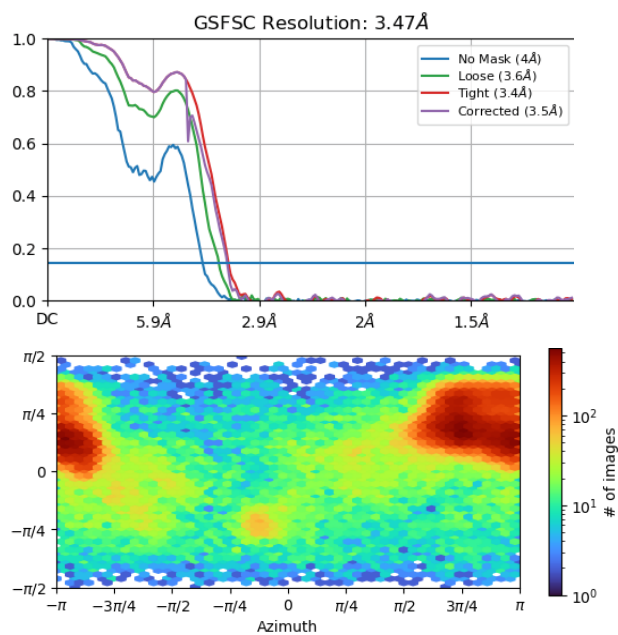 GSFSC Resolution: 3.47Å
1.0
0.8
0.6
0.4
0.2
0.0
No Mask (4Å)
Loose (3.6Å)
Tight (3.4Å)
Corrected (3.5Å)
DC 5.9Å 2.9Å 2Å 1.5Å
π/2
π/4
0
−π/4
−π/2
−π −3π/4 −π/2 −π/4 0 π/4 π/2 3π/4 π
Azimuth
10²
10¹
10⁰
# of images